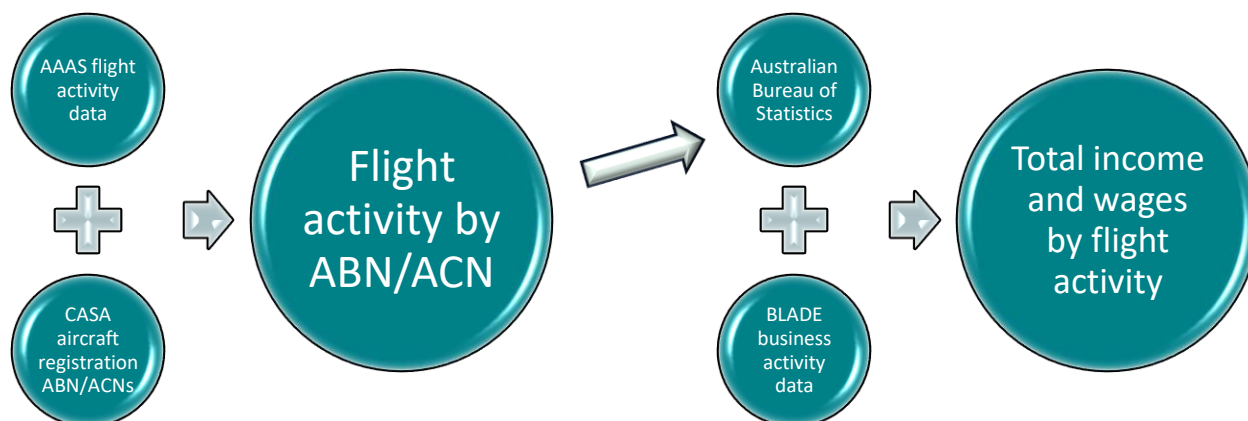 AAAS flight
activity
data
CASA
aircraft
registration
ABN/ACNs
Flight
activity by
ABN/ACN
Australian
Bureau of
Statistics
BLADE
business
activity
data
Total income
and wages
by flight
activity